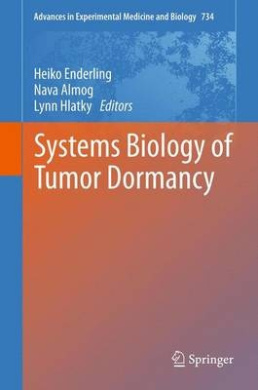 Advances in Experimental Medicine and Biology 734
Heiko Enderling
Nava Almog
Lynn Hlatky Editors
Systems Biology of
Tumor Dormancy
Springer